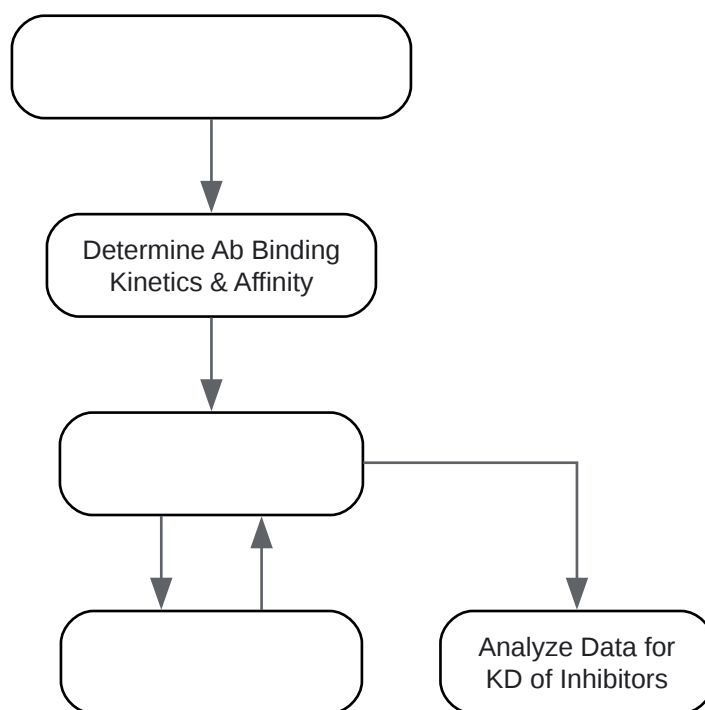 Determine Ab Binding
Kinetics & Affinity
Analyze Data for
KD of Inhibitors